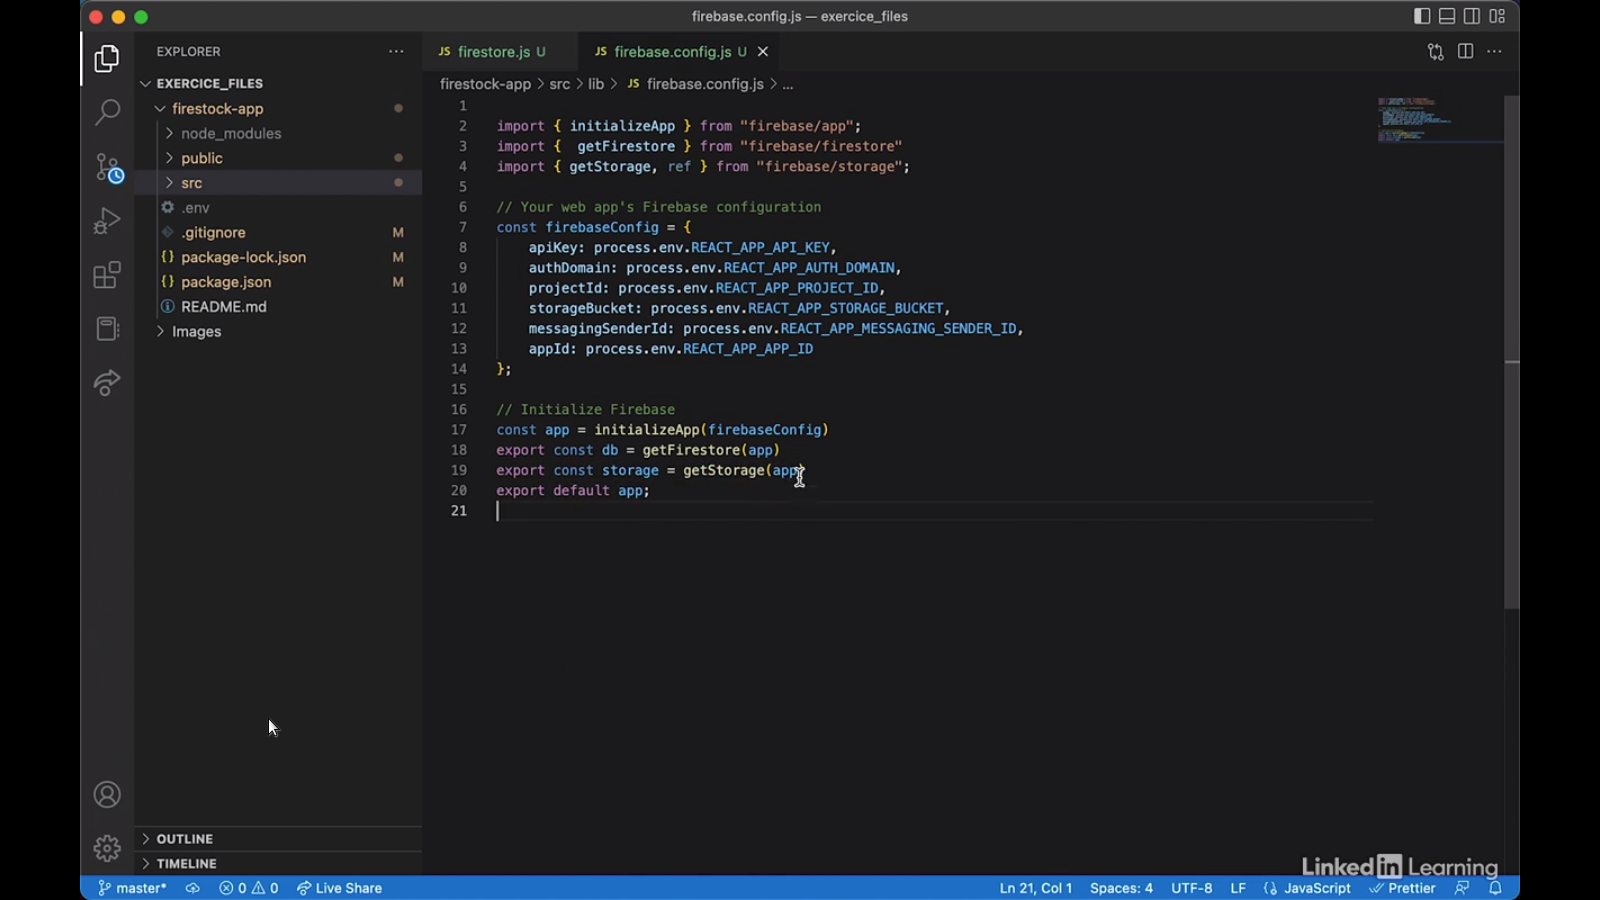 firebase.config.js — exercice_files
EXPLORER
EXERCICE_FILES
firestock-app
node_modules
public
src
.env
.gitignore M
package-lock.json M
package.json M
README.md
Images
OUTLINE
TIMELINE
JS firestore.js U
JS firebase.config.js U
firestock-app > src > lib > JS firebase.config.js > ...
1
2 import { initializeApp } from "firebase/app";
3 import {  getFirestore } from "firebase/firestore"
4 import { getStorage, ref } from "firebase/storage";
5
6 // Your web app's Firebase configuration
7 const firebaseConfig = {
8 apiKey: process.env.REACT_APP_API_KEY,
9 authDomain: process.env.REACT_APP_AUTH_DOMAIN,
10 projectId: process.env.REACT_APP_PROJECT_ID,
11 storageBucket: process.env.REACT_APP_STORAGE_BUCKET,
12 messagingSenderId: process.env.REACT_APP_MESSAGING_SENDER_ID,
13 appId: process.env.REACT_APP_APP_ID
14 };
15
16 // Initialize Firebase
17 const app = initializeApp(firebaseConfig)
18 export const db = getFirestore(app)
19 export const storage = getStorage(app)
20 export default app;
21
LinkedIn Learning
master* 0 0 Live Share Ln 21, Col 1 Spaces: 4 UTF-8 LF {} JavaScript Prettier